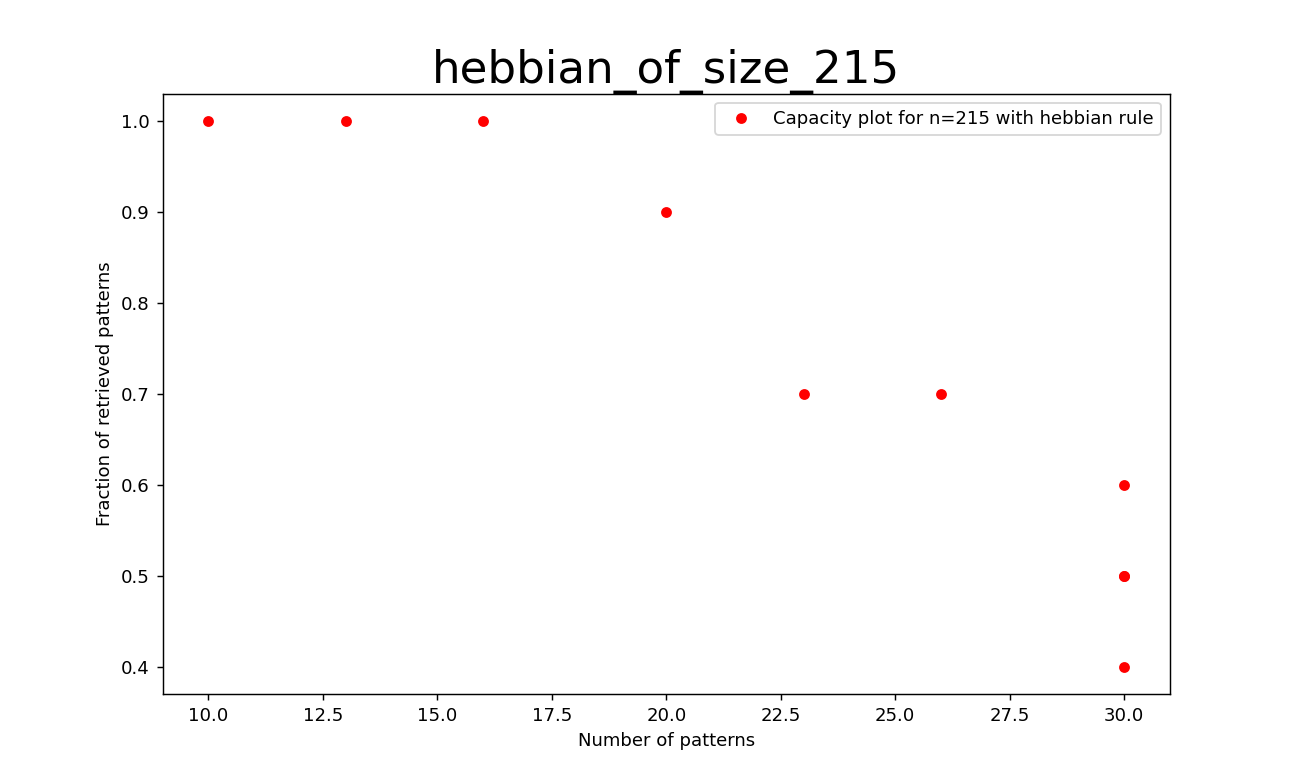 hebbian_of_size_215
Capacity plot for n=215 with hebbian rule
1.0
0.9
0.8
0.7
0.6
0.5
0.4
Fraction of retrieved patterns
10.0 12.5 15.0 17.5 20.0 22.5 25.0 27.5 30.0
Number of patterns